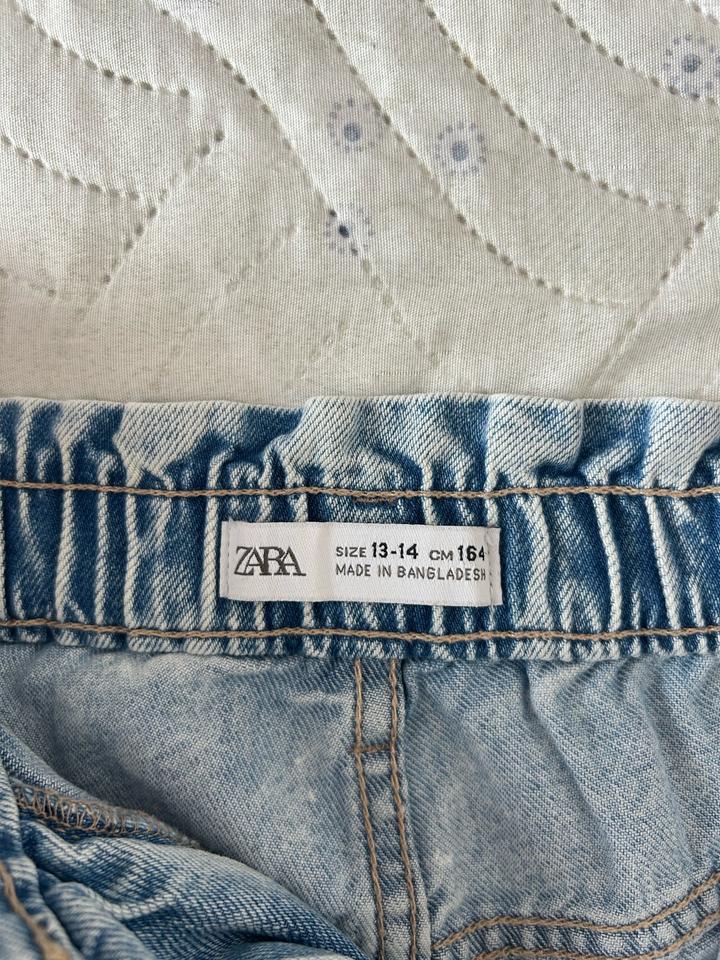 ZARA
SIZE 13-14 CM 164
MADE IN BANGLADESH